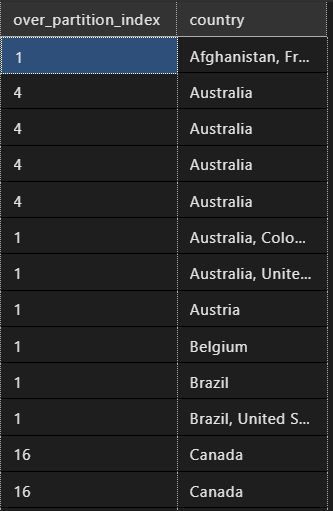 over_partition_index country
1 Afghanistan, Fr...
4 Australia
4 Australia
4 Australia
4 Australia
1 Australia, Colo...
1 Australia, Unite...
1 Austria
1 Belgium
1 Brazil
1 Brazil, United S...
16 Canada
16 Canada